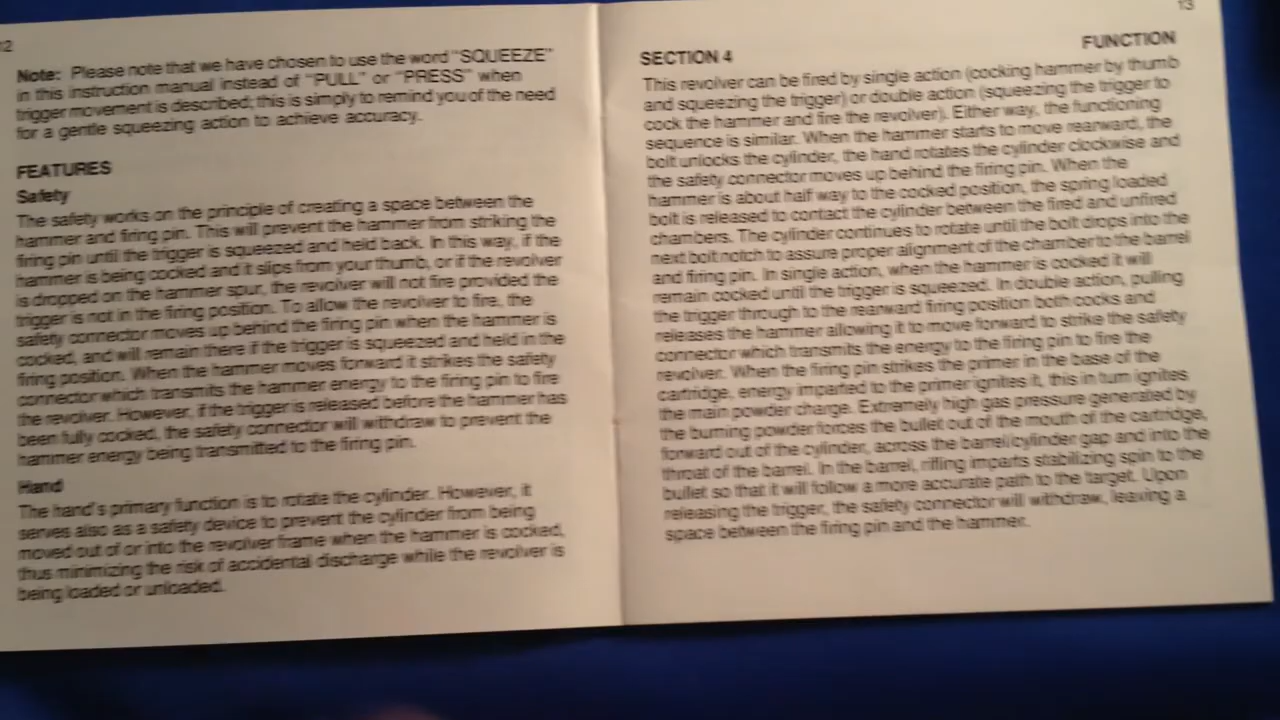 12
Note: Please note that we have chosen to use the word "SQUEEZE"
in this instruction manual instead of "PULL" or "PRESS" when
trigger movement is described; this is simply to remind you of the need
for a gentle squeezing action to achieve accuracy.
FEATURES
Safety
The safety works on the principle of creating a space between the
hammer and firing pin. This will prevent the hammer from striking the
firing pin until the trigger is squeezed and held back. In this way, if the
hammer is being cocked and it slips from your thumb, or if the revolver
is dropped on the hammer spur, the revolver will not fire provided the
trigger is not in the firing position. To allow the revolver to fire, the
safety connector moves up behind the firing pin when the hammer is
cocked, and will remain there if the trigger is squeezed and held in the
firing position. When the hammer moves forward it strikes the safety
connector which transmits the hammer energy to the firing pin to fire
the revolver. However, if the trigger is released before the hammer has
been fully cocked, the safety connector will withdraw to prevent the
hammer energy being transmitted to the firing pin.
Hand
The hand's primary function is to rotate the cylinder. However, it
serves also as a safety device to prevent the cylinder from being
moved out of or into the revolver frame when the hammer is cocked,
thus minimizing the risk of accidental discharge while the revolver is
being loaded or unloaded.
13
SECTION 4 FUNCTION
This revolver can be fired by single action (cocking hammer by thumb
and squeezing the trigger) or double action (squeezing the trigger to
cock the hammer and fire the revolver). Either way, the functioning
sequence is similar. When the hammer starts to move rearward, the
bolt unlocks the cylinder, the hand rotates the cylinder clockwise and
the safety connector moves up behind the firing pin. When the
hammer is about half way to the cocked position, the spring loaded
bolt is released to contact the cylinder between the fired and unfired
chambers. The cylinder continues to rotate until the bolt drops into the
next bolt notch to assure proper alignment of the chamber to the barrel
and firing pin. In single action, when the hammer is cocked it will
remain cocked until the trigger is squeezed. In double action, pulling
the trigger through to the rearward firing position both cocks and
releases the hammer allowing it to move forward to strike the safety
connector which transmits the energy to the firing pin to fire the
revolver. When the firing pin strikes the primer in the base of the
cartridge, energy imparted to the primer ignites it, this in turn ignites
the main powder charge. Extremely high gas pressure generated by
the burning powder forces the bullet out of the mouth of the cartridge,
forward out of the cylinder, across the barrel/cylinder gap and into the
throat of the barrel. In the barrel, rifling imparts stabilizing spin to the
bullet so that it will follow a more accurate path to the target. Upon
releasing the trigger, the safety connector will withdraw, leaving a
space between the firing pin and the hammer.